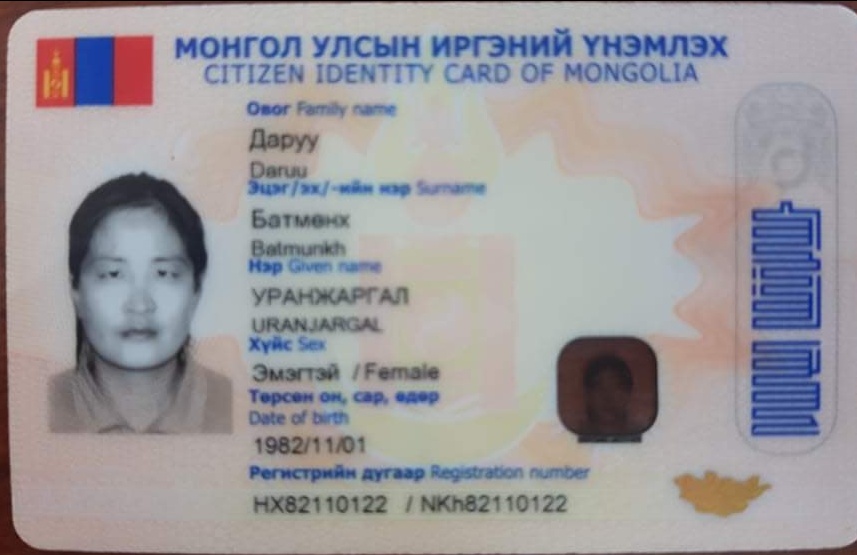 МОНГОЛ УЛСЫН ИРГЭНИЙ ҮНЭМЛЭХ
CITIZEN IDENTITY CARD OF MONGOLIA
Овог Family name
Даруу
Daruu
Эцэг/эх/-ийн нэр Surname
Батмөнх
Batmunkh
Нэр Given name
УРАНЖАРГАЛ
URANJARGAL
Хүйс Sex
Эмэгтэй / Female
Төрсөн он, сар, өдөр
Date of birth
1982/11/01
Регистрийн дугаар Registration number
НХ82110122 / NKh82110122